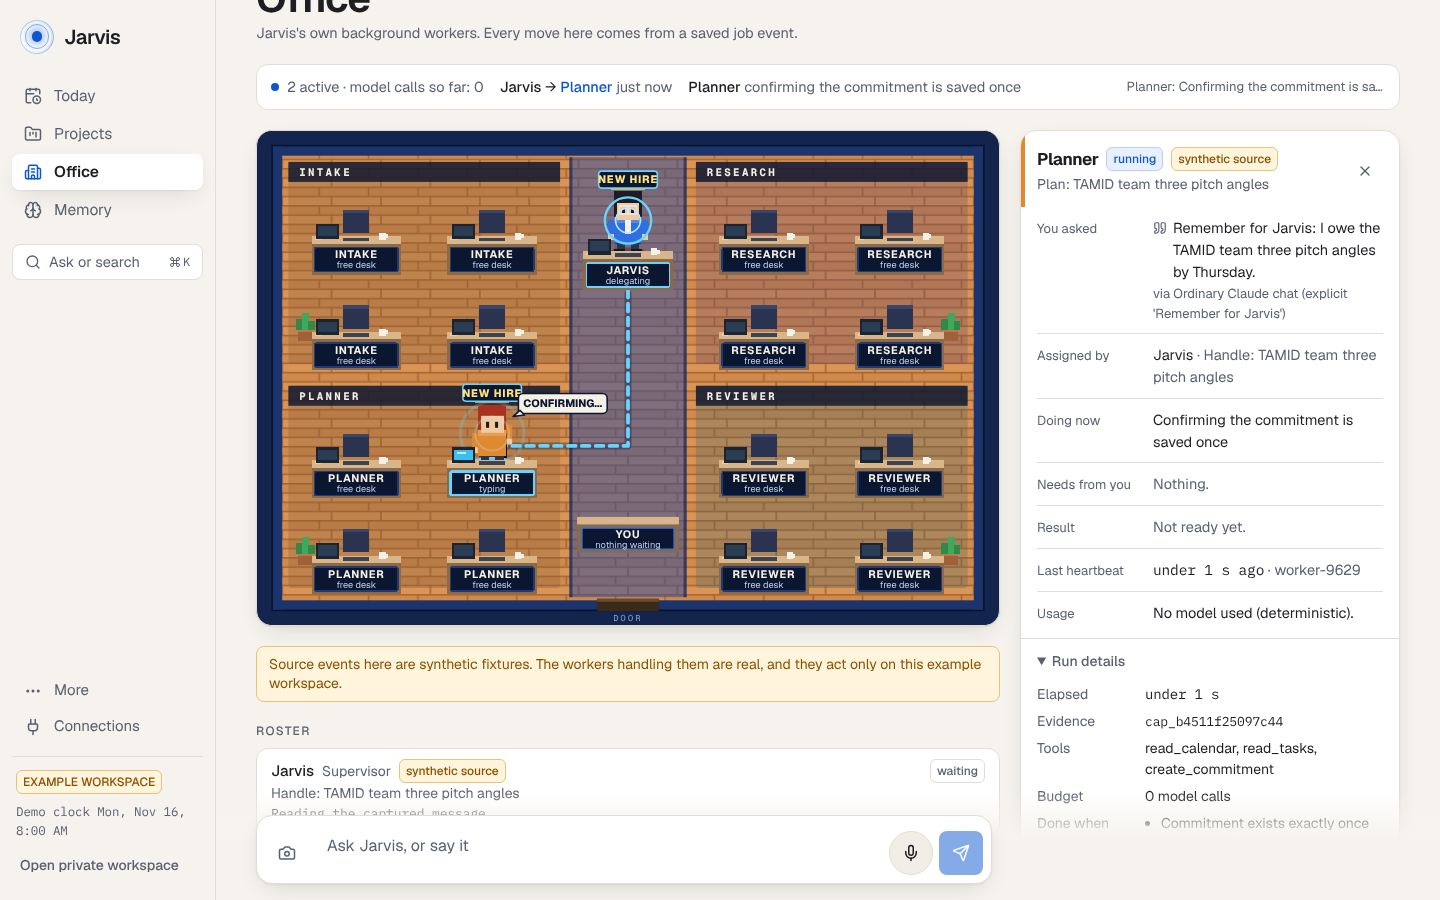 Office
Jarvis
Jarvis's own background workers. Every move here comes from a saved job event.
Today
Projects
Office
Memory
Ask or search ⌘ K
2 active · model calls so far: 0 Jarvis → Planner just now Planner confirming the commitment is saved once Planner: Confirming the commitment is sa…
INTAKE
NEW HIRE
RESEARCH
INTAKE
free desk
INTAKE
free desk
JARVIS
delegating
RESEARCH
free desk
RESEARCH
free desk
INTAKE
free desk
INTAKE
free desk
RESEARCH
free desk
RESEARCH
free desk
PLANNER
NEW HIRE
CONFIRMING…
REVIEWER
PLANNER
free desk
PLANNER
typing
REVIEWER
free desk
REVIEWER
free desk
YOU
nothing waiting
PLANNER
free desk
PLANNER
free desk
REVIEWER
free desk
REVIEWER
free desk
DOOR
Source events here are synthetic fixtures. The workers handling them are real, and they act only on this example
workspace.
ROSTER
Jarvis Supervisor synthetic source waiting
Handle: TAMID team three pitch angles
Reading the captured message
Ask Jarvis, or say it
Planner running synthetic source
Plan: TAMID team three pitch angles
You asked
Remember for Jarvis: I owe the
TAMID team three pitch angles
by Thursday.
via Ordinary Claude chat (explicit
'Remember for Jarvis')
Assigned by Jarvis · Handle: TAMID team three
pitch angles
Doing now Confirming the commitment is
saved once
Needs from you Nothing.
Result Not ready yet.
Last heartbeat under 1 s ago · worker-9629
Usage No model used (deterministic).
▼ Run details
Elapsed under 1 s
Evidence cap_b4511f25097c44
Tools read_calendar, read_tasks,
create_commitment
Budget 0 model calls
Done when • Commitment exists exactly once
More
Connections
EXAMPLE WORKSPACE
Demo clock Mon, Nov 16,
8:00 AM
Open private workspace